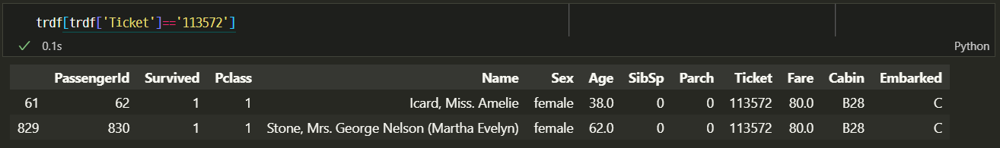 trdf[trdf['Ticket']=='113572']
0.1s Python
PassengerId Survived Pclass Name Sex Age SibSp Parch Ticket Fare Cabin Embarked
61 62 1 1 Icard, Miss. Amelie female 38.0 0 0 113572 80.0 B28 C
829 830 1 1 Stone, Mrs. George Nelson (Martha Evelyn) female 62.0 0 0 113572 80.0 B28 C